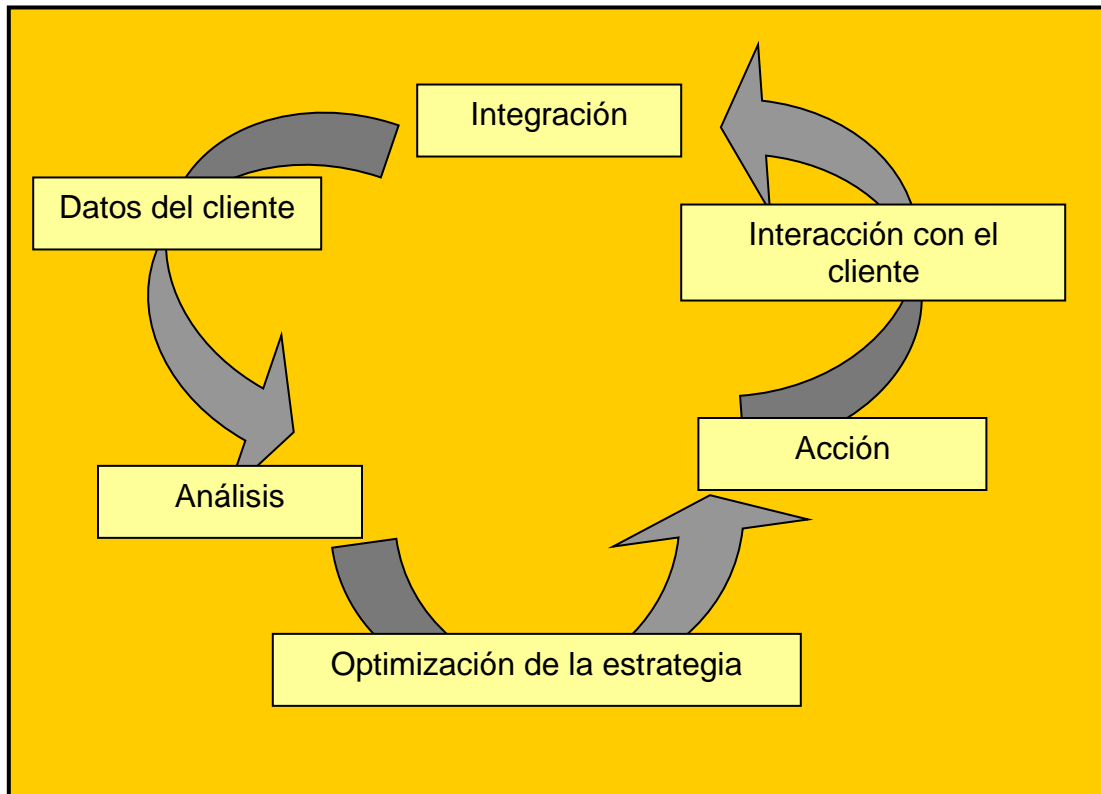 Integración
Datos del cliente
Interacción con el
cliente
Acción
Análisis
Optimización de la estrategia